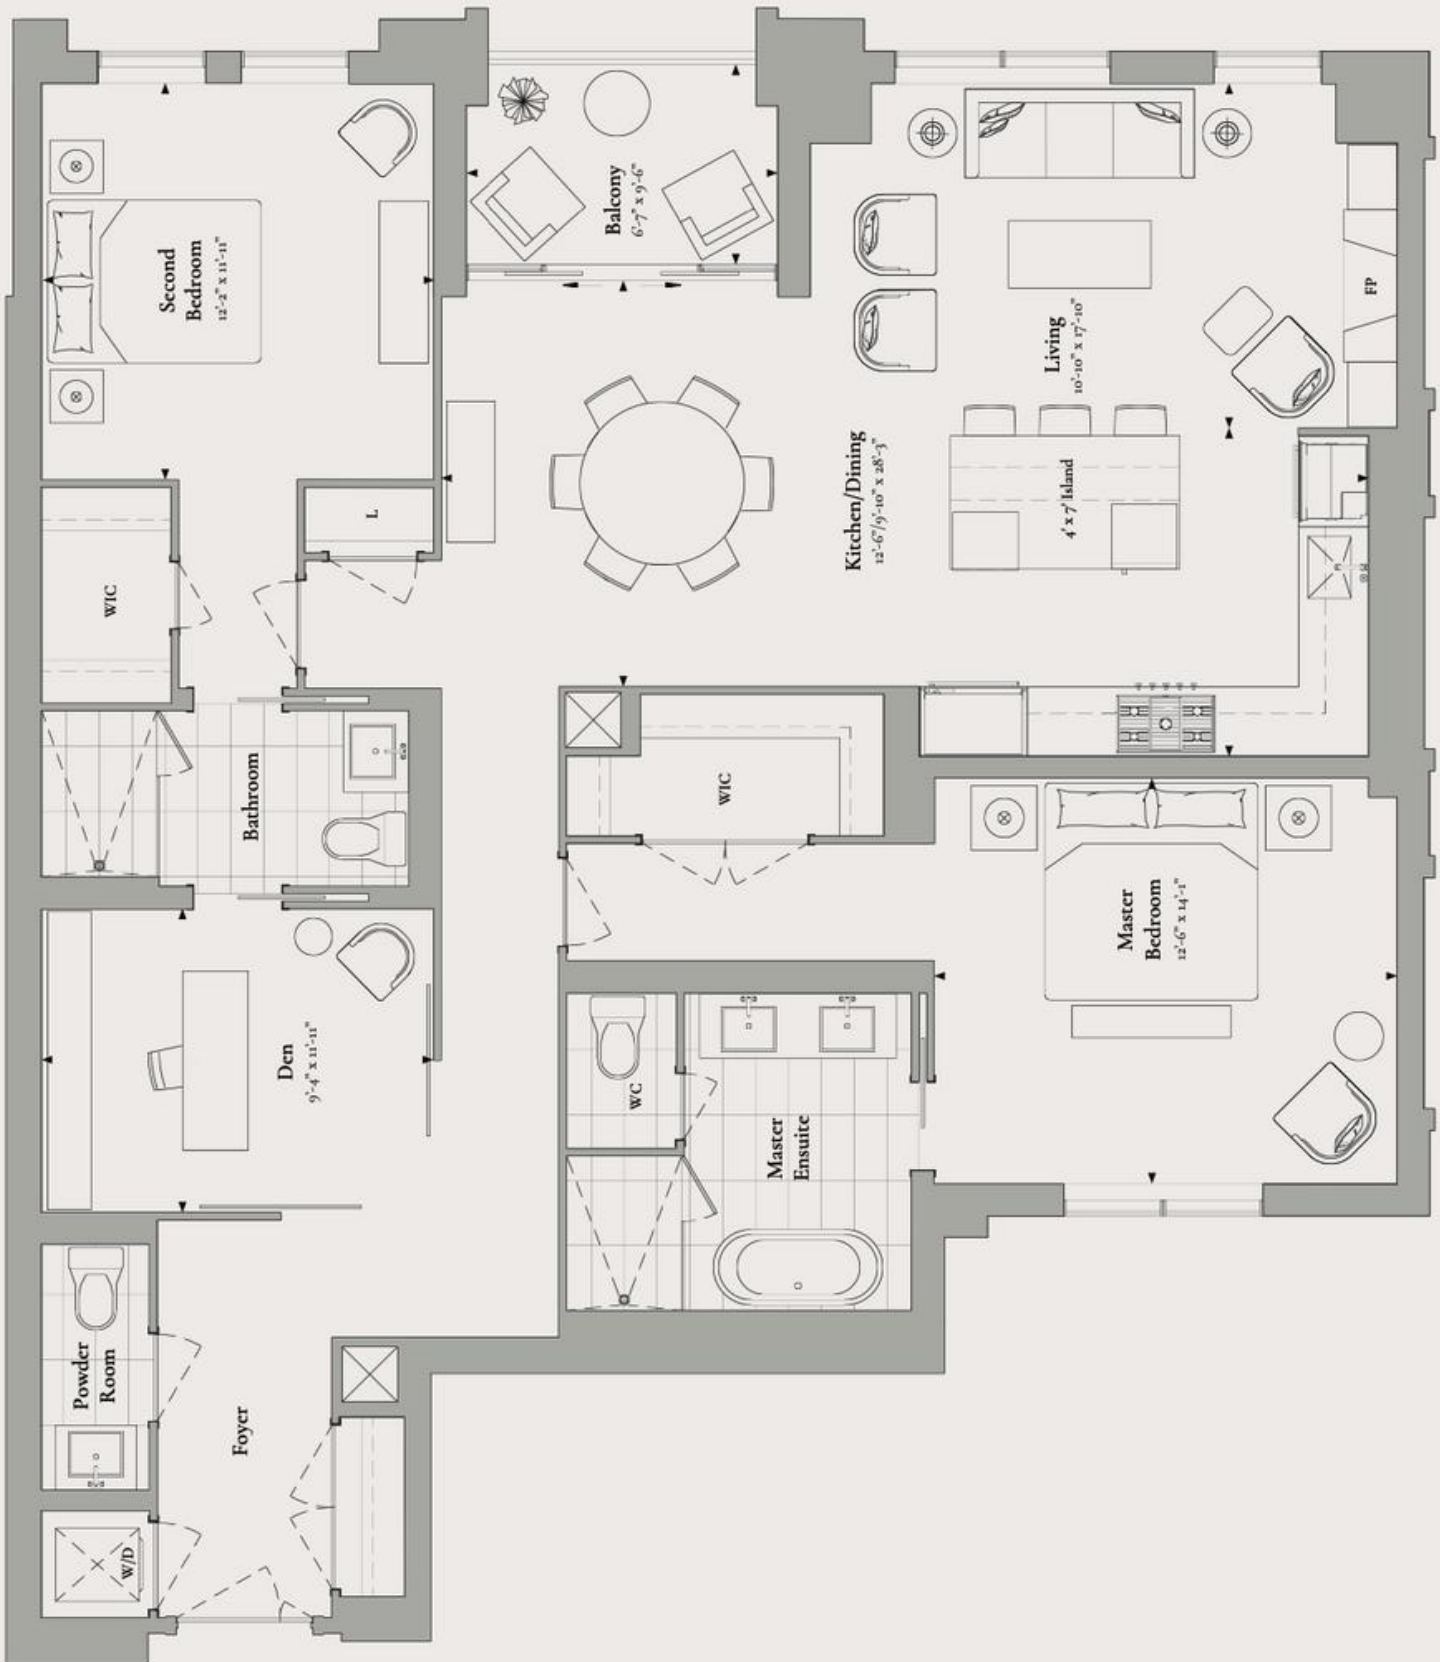 Second
Bedroom
12'-2" x 11'-11"
Balcony
6'-7" x 9'-6"
Living
10'-10" x 17'-10"
FP
Kitchen/Dining
12'-6"/9'-10" x 28'-3"
4' x 7' Island
L
WIC
Bathroom
WIC
Master
Bedroom
12'-6" x 14'-1"
Den
9'-4" x 11'-11"
WC
Master
Ensuite
Powder
Room
Foyer
W/D